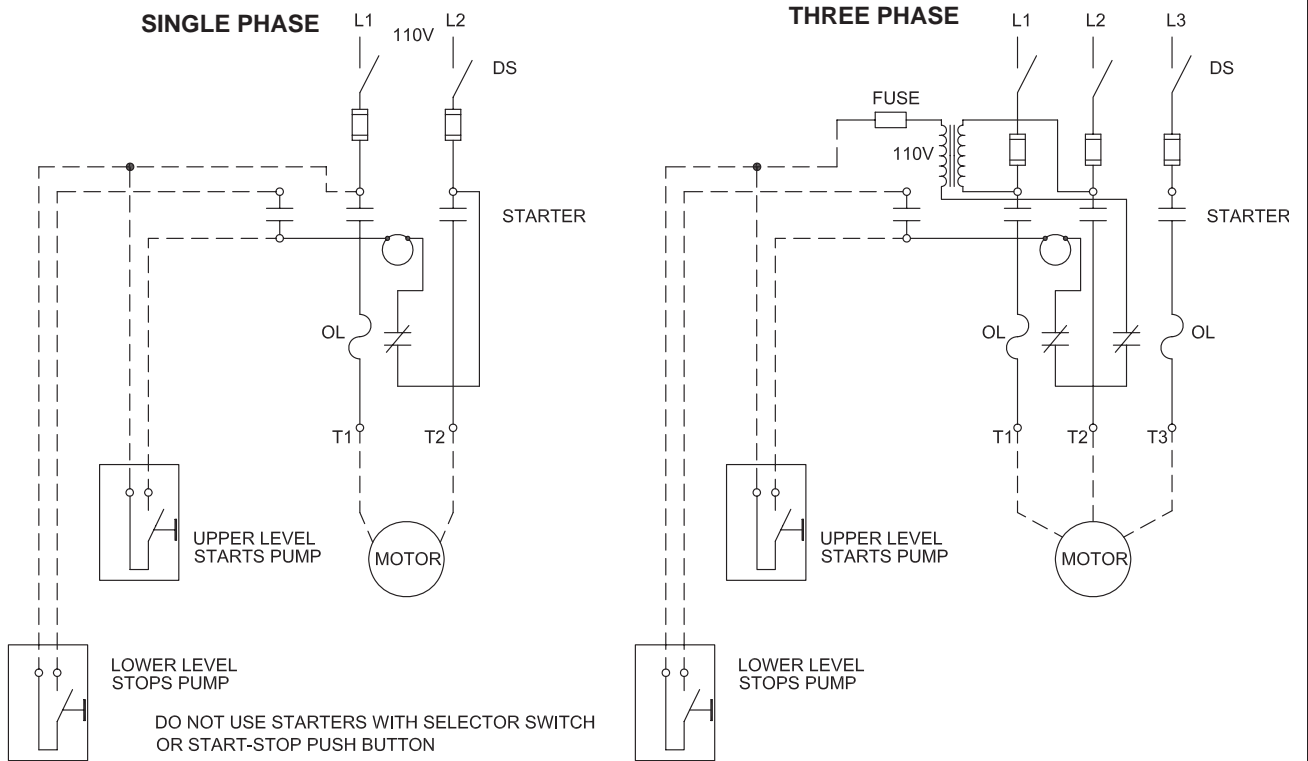 SINGLE PHASE
L1
110V
L2
DS
STARTER
OL
T1
T2
UPPER LEVEL
STARTS PUMP
MOTOR
LOWER LEVEL
STOPS PUMP
DO NOT USE STARTERS WITH SELECTOR SWITCH
OR START-STOP PUSH BUTTON
THREE PHASE
L1
L2
L3
DS
FUSE
110V
STARTER
OL
OL
T1
T2
T3
UPPER LEVEL
STARTS PUMP
MOTOR
LOWER LEVEL
STOPS PUMP